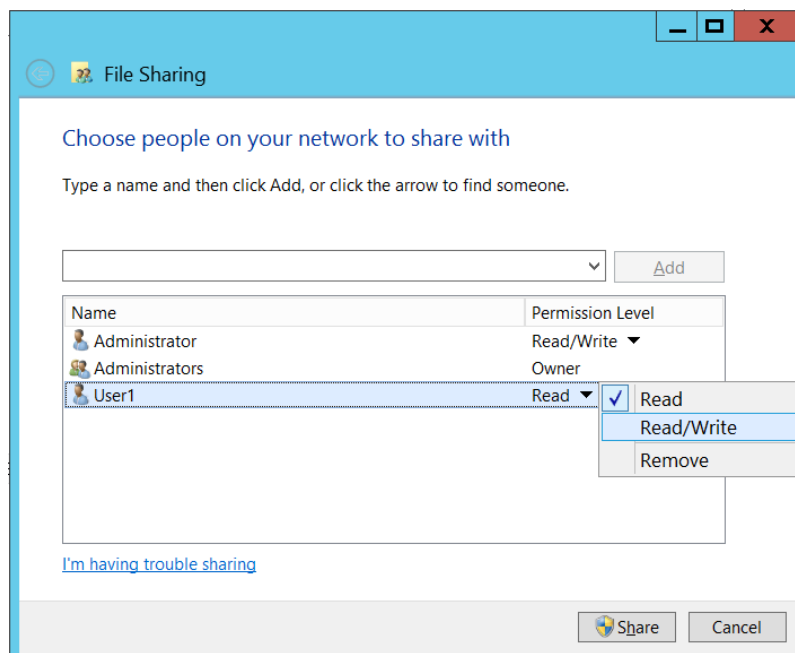 File Sharing
Choose people on your network to share with
Type a name and then click Add, or click the arrow to find someone.
Add
Name Permission Level
Administrator Read/Write
Administrators Owner
User1 Read
Read
Read/Write
Remove
I'm having trouble sharing
Share Cancel